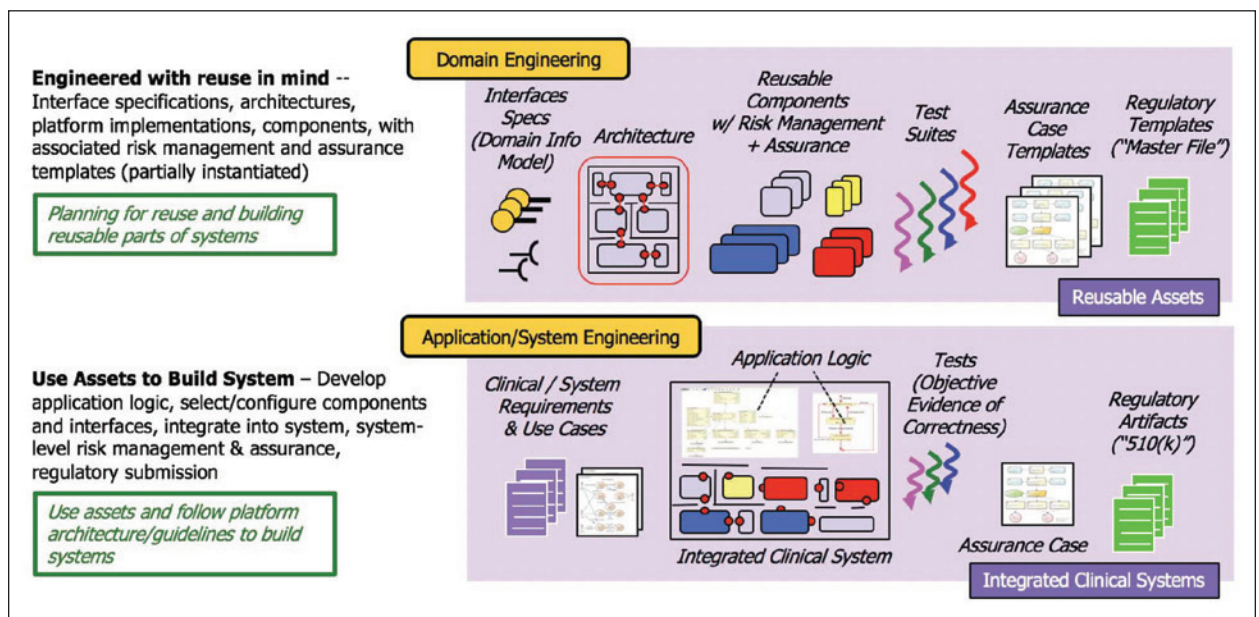 Domain Engineering
Engineered with reuse in mind --
Interface specifications, architectures,
platform implementations, components, with
associated risk management and assurance
templates (partially instantiated)
Planning for reuse and building
reusable parts of systems
Interfaces
Specs
(Domain Info
Model)
Architecture
Reusable
Components
w/ Risk Management
+ Assurance
Test
Suites
Assurance
Case
Templates
Regulatory
Templates
("Master File")
Reusable Assets
Application/System Engineering
Use Assets to Build System – Develop
application logic, select/configure components
and interfaces, integrate into system, system-
level risk management & assurance,
regulatory submission
Use assets and follow platform
architecture/guidelines to build
systems
Clinical / System
Requirements
& Use Cases
Application Logic
Integrated Clinical System
Tests
(Objective
Evidence of
Correctness)
Assurance Case
Regulatory
Artifacts
("510(k)")
Integrated Clinical Systems